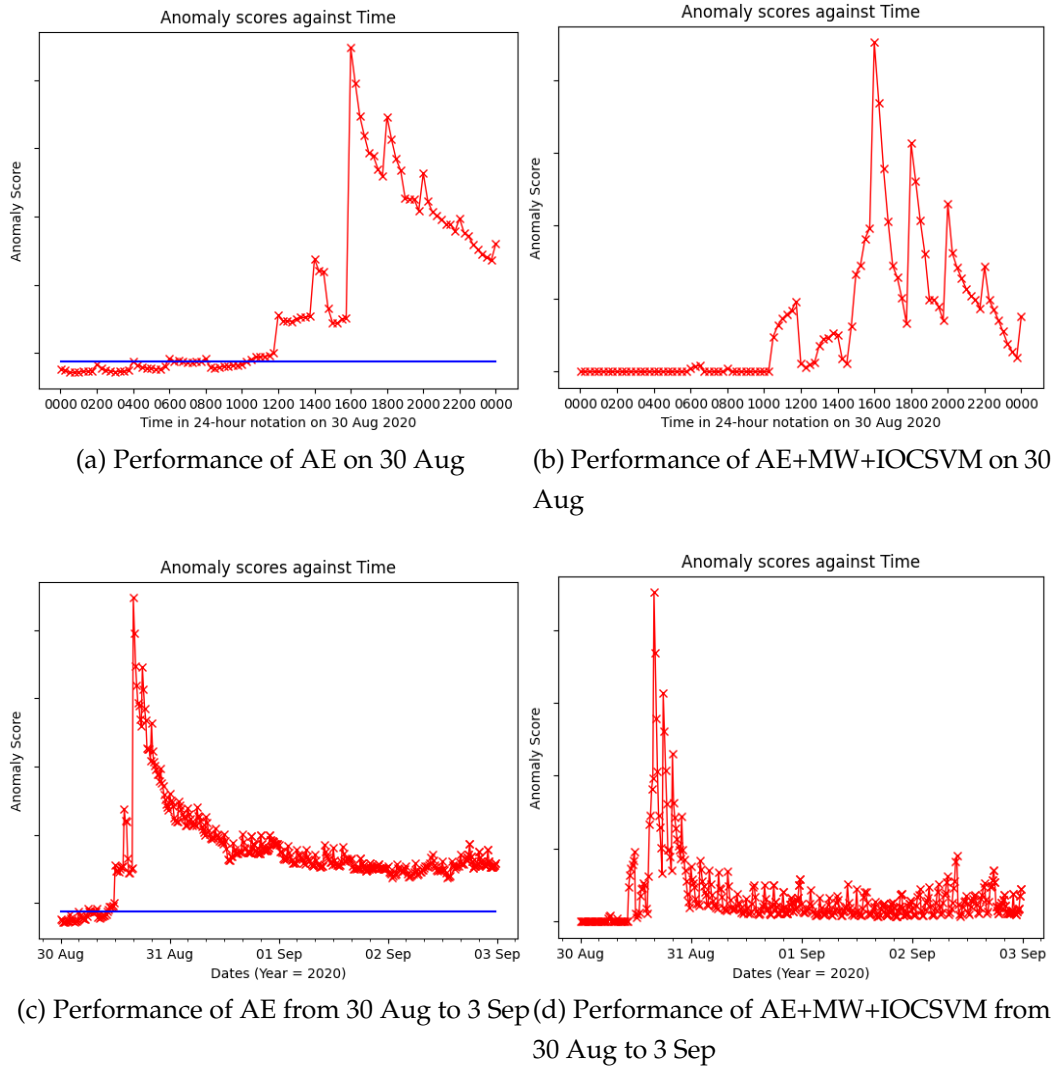 Anomaly scores against Time
Anomaly Score
0000 0200 0400 0600 0800 1000 1200 1400 1600 1800 2000 2200 0000
Time in 24-hour notation on 30 Aug 2020
(a) Performance of AE on 30 Aug
Anomaly scores against Time
Anomaly Score
0000 0200 0400 0600 0800 1000 1200 1400 1600 1800 2000 2200 0000
Time in 24-hour notation on 30 Aug 2020
(b) Performance of AE+MW+IOCSVM on 30
Aug
Anomaly scores against Time
Anomaly Score
30 Aug 31 Aug 01 Sep 02 Sep 03 Sep
Dates (Year = 2020)
(c) Performance of AE from 30 Aug to 3 Sep
Anomaly scores against Time
Anomaly Score
30 Aug 31 Aug 01 Sep 02 Sep 03 Sep
Dates (Year = 2020)
(d) Performance of AE+MW+IOCSVM from
30 Aug to 3 Sep